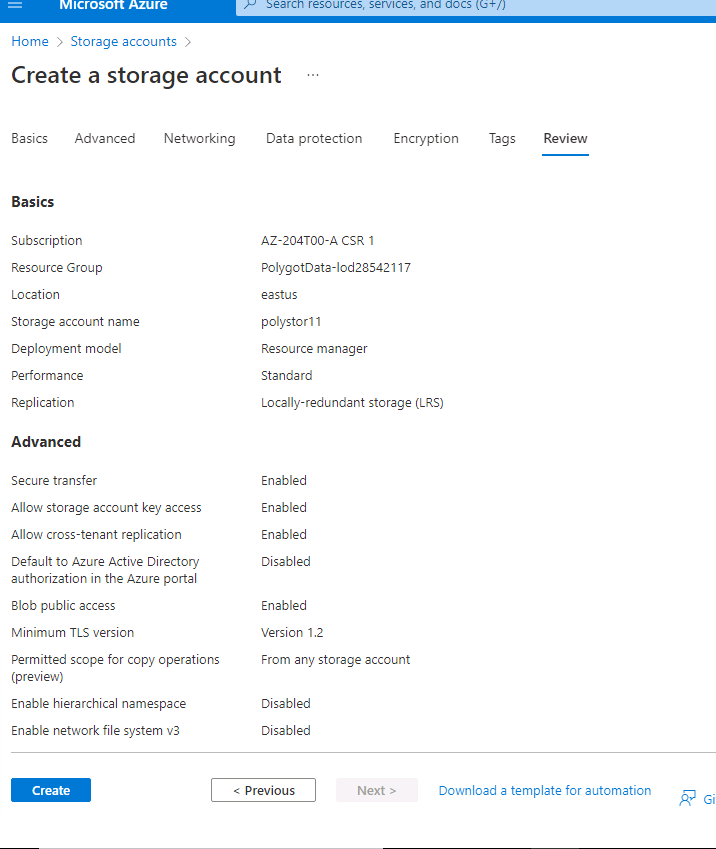 Microsoft Azure
Search resources, services, and docs (G+/)
Home > Storage accounts >
Create a storage account ...
Basics Advanced Networking Data protection Encryption Tags Review
Basics
Subscription AZ-204T00-A CSR 1
Resource Group PolygotData-lod28542117
Location eastus
Storage account name polystor11
Deployment model Resource manager
Performance Standard
Replication Locally-redundant storage (LRS)
Advanced
Secure transfer Enabled
Allow storage account key access Enabled
Allow cross-tenant replication Enabled
Default to Azure Active Directory Disabled
authorization in the Azure portal
Blob public access Enabled
Minimum TLS version Version 1.2
Permitted scope for copy operations From any storage account
(preview)
Enable hierarchical namespace Disabled
Enable network file system v3 Disabled
Create < Previous Next > Download a template for automation Gi